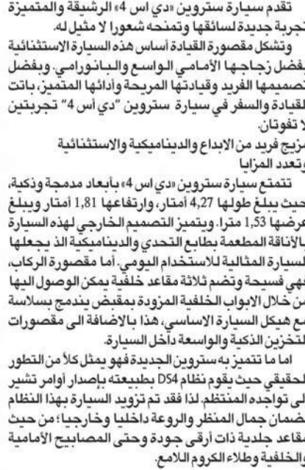 تقدم سيارة ستروين «دي اس 4» الرشيقة والمتميزة
تجربة جديدة لسائقها وتمنحه شعورا لا مثيل له.
وتشكل مقصورة القيادة أساس هذه السيارة الاستثنائية
بفضل زجاجها الأمامي الواسع والبانورامي. وبفضل
تصميمها الفريد وقيادتها المريحة وأدائها المتميز، باتت
القيادة والسفر في سيارة ستروين "دي أس 4" تجربتين
لا تفوتان.
مزيج فريد من الابداع والديناميكية والاستثنائية
وتعدد المزايا
تتمتع سيارة ستروين «دي اس 4» بأبعاد مدمجة وذكية،
حيث يبلغ طولها 4,27 أمتار، وارتفاعها 1,81 أمتار ويبلغ
عرضها 1,53 مترا. ويتميز التصميم الخارجي لهذه السيارة
بالأناقة المطعمة بطابع التحدي والديناميكية الذي يجعلها
السيارة المثالية للاستخدام اليومي. أما مقصورة الركاب،
فهي فسيحة وتضم ثلاثة مقاعد خلفية يمكن الوصول اليها
من خلال الابواب الخلفية المزودة بمقبض يندمج بسلاسة
مع هيكل السيارة الاساسي، هذا بالاضافة الى مقصورات
لتخزين الذكية والواسعة داخل السيارة.
اما ما تتميز به ستروين الجديدة فهو يمثل كلاً من التطور
الحقيقي حيث يقوم نظام DS4 بطبيعته بإصدار أوامر تشير
الى تواجده المنتظم. لذا فقد تم تزويد السيارة بهذا النظام
لضمان جمال المنظر والروعة داخليا وخارجيا؛ من حيث
مقاعد جلدية ذات أرقى جودة وحتى المصابيح الأمامية
والخلفية وطلاء الكروم اللامع.